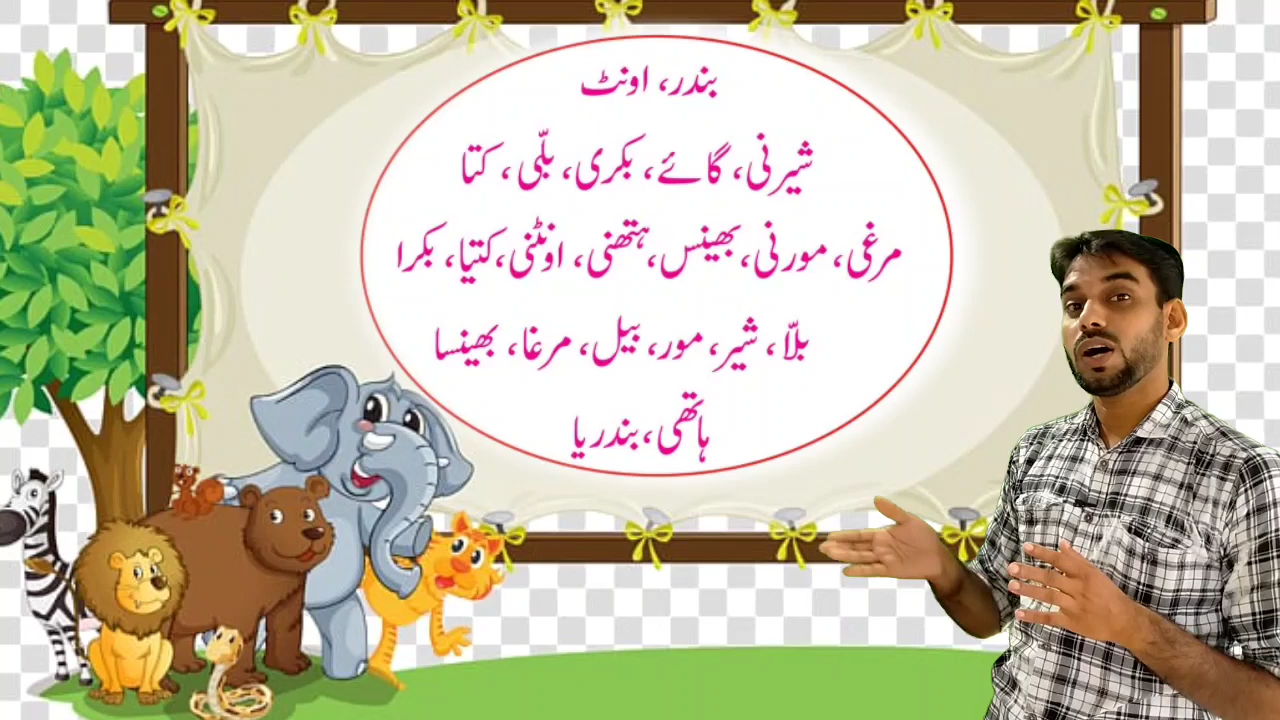 بندر، اونٹ
شیرنی، گائے، بکری، بلّی، کتا
مرغی، مورنی، بھینس، ہتھنی، اونٹنی، کتیا، بکرا
بلّا، شیر، مور، بیل، مرغا، بھینسا
ہاتھی، بندریا